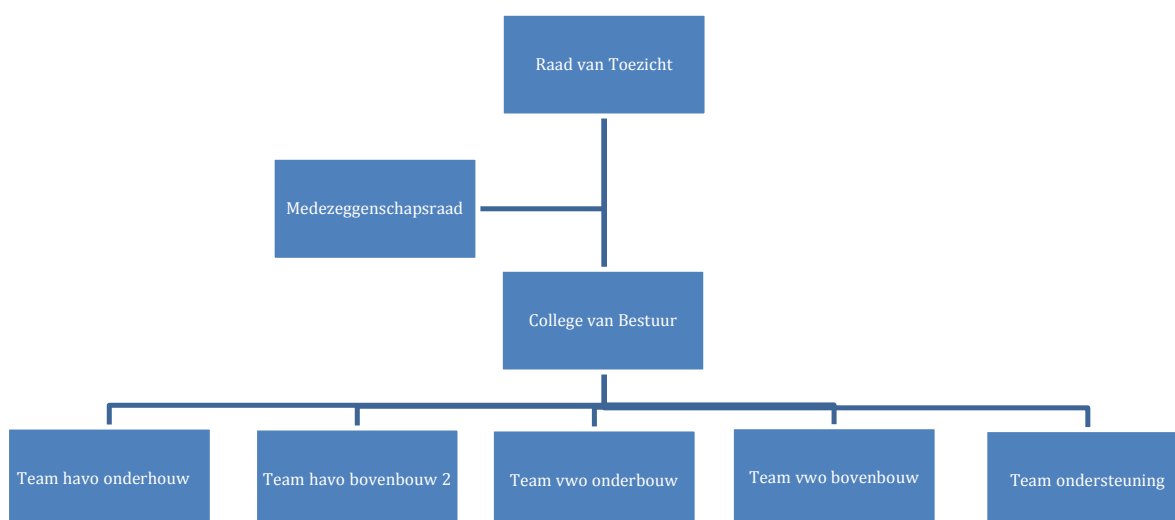 Raad van Toezicht
Medezeggenschapsraad
College van Bestuur
Team havo onderhouw
Team havo bovenbouw 2
Team vwo onderbouw
Team vwo bovenbouw
Team ondersteuning